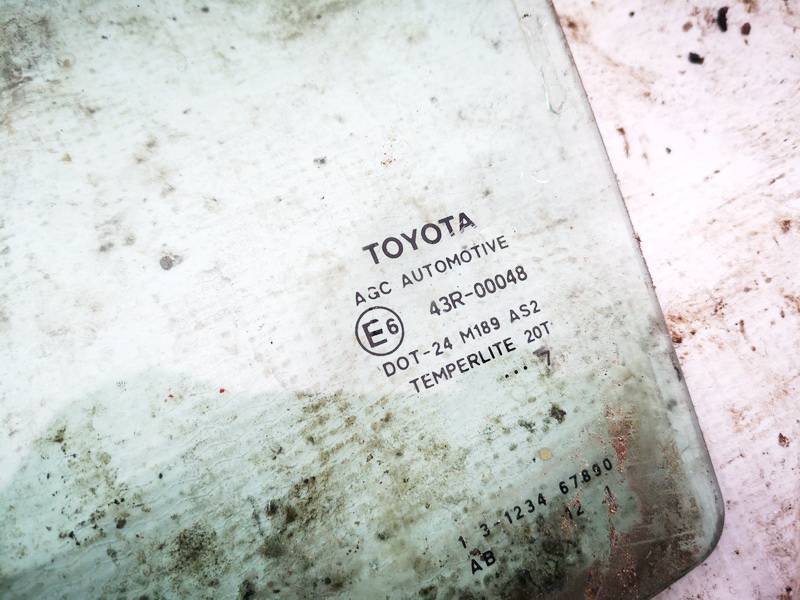 TOYOTA
AGC AUTOMOTIVE
E6 43R-00048
DOT-24 M189 AS2
TEMPERLITE 20T
... 7
1 3-1234 67890
AB 12 1